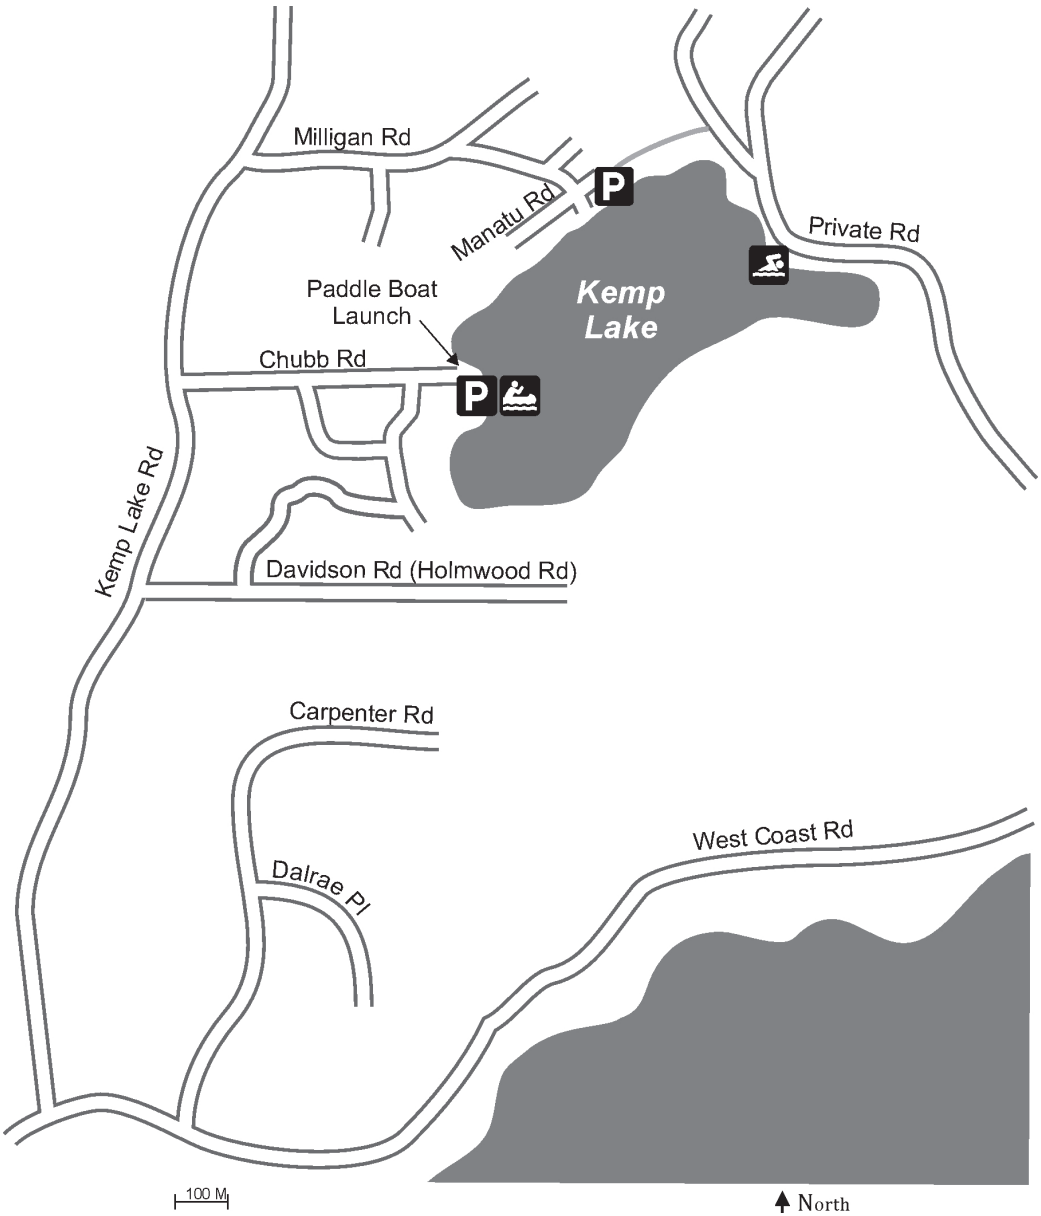 Milligan Rd
P
Manatu Rd
Private Rd
Paddle Boat
Launch
Kemp
Lake
Chubb Rd
P
Kemp Lake Rd
Davidson Rd (Holmwood Rd)
Carpenter Rd
West Coast Rd
Dalrae Pl
100 M
North